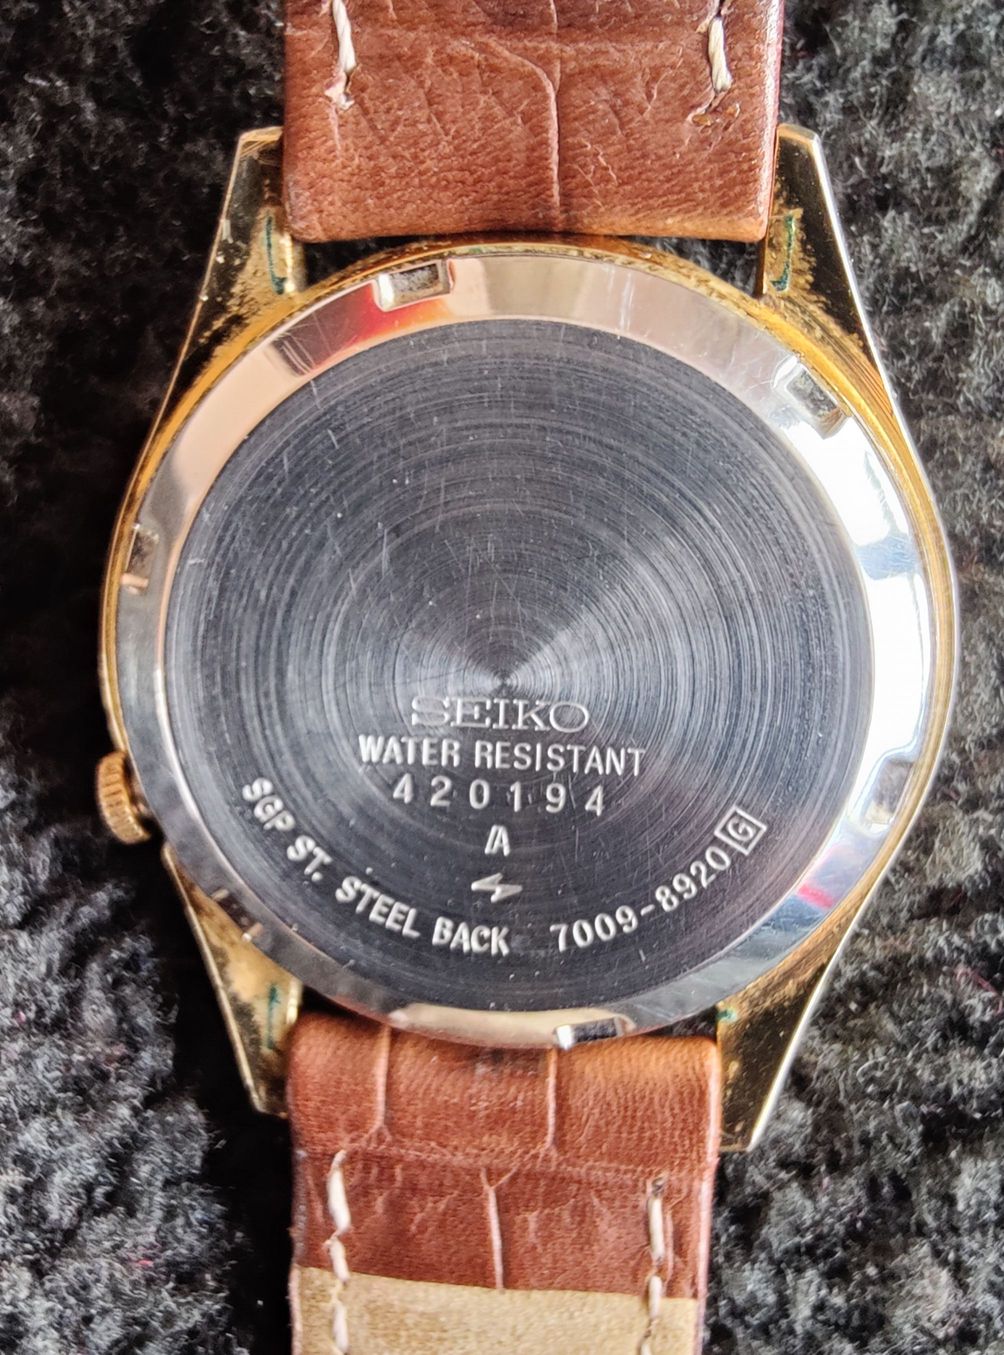 SEIKO
WATER RESISTANT
420194
A
SGP ST. STEEL BACK 7009-8920 G